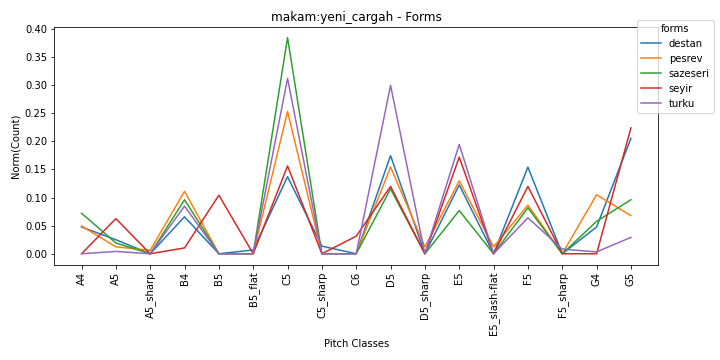 makam:yeni_cargah - Forms
forms
destan
pesrev
sazeseri
seyir
turku
Norm(Count)
0.40
0.35
0.30
0.25
0.20
0.15
0.10
0.05
0.00
A4
A5
A5_sharp
B4
B5
B5_flat
C5
C5_sharp
C6
D5
D5_sharp
E5
E5_slash-flat
F5
F5_sharp
G4
G5
Pitch Classes